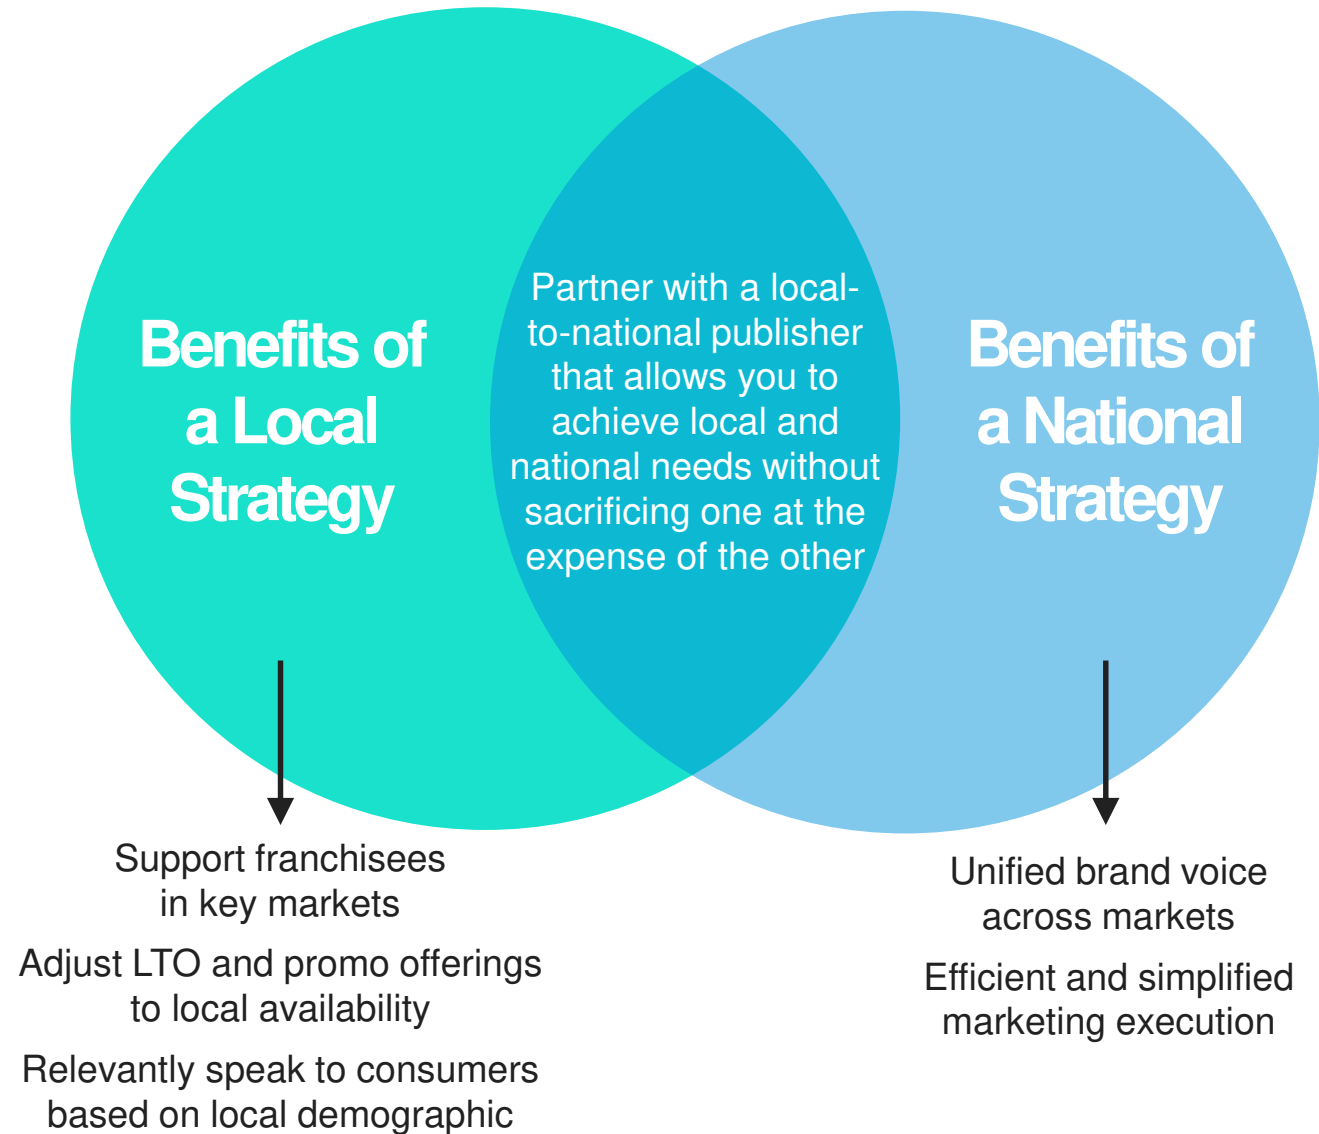 Benefits of
a Local
Strategy
Partner with a local-
to-national publisher
that allows you to
achieve local and
national needs without
sacrificing one at the
expense of the other
Benefits of
a National
Strategy
Support franchisees
in key markets
Adjust LTO and promo offerings
to local availability
Relevantly speak to consumers
based on local demographic
Unified brand voice
across markets
Efficient and simplified
marketing execution